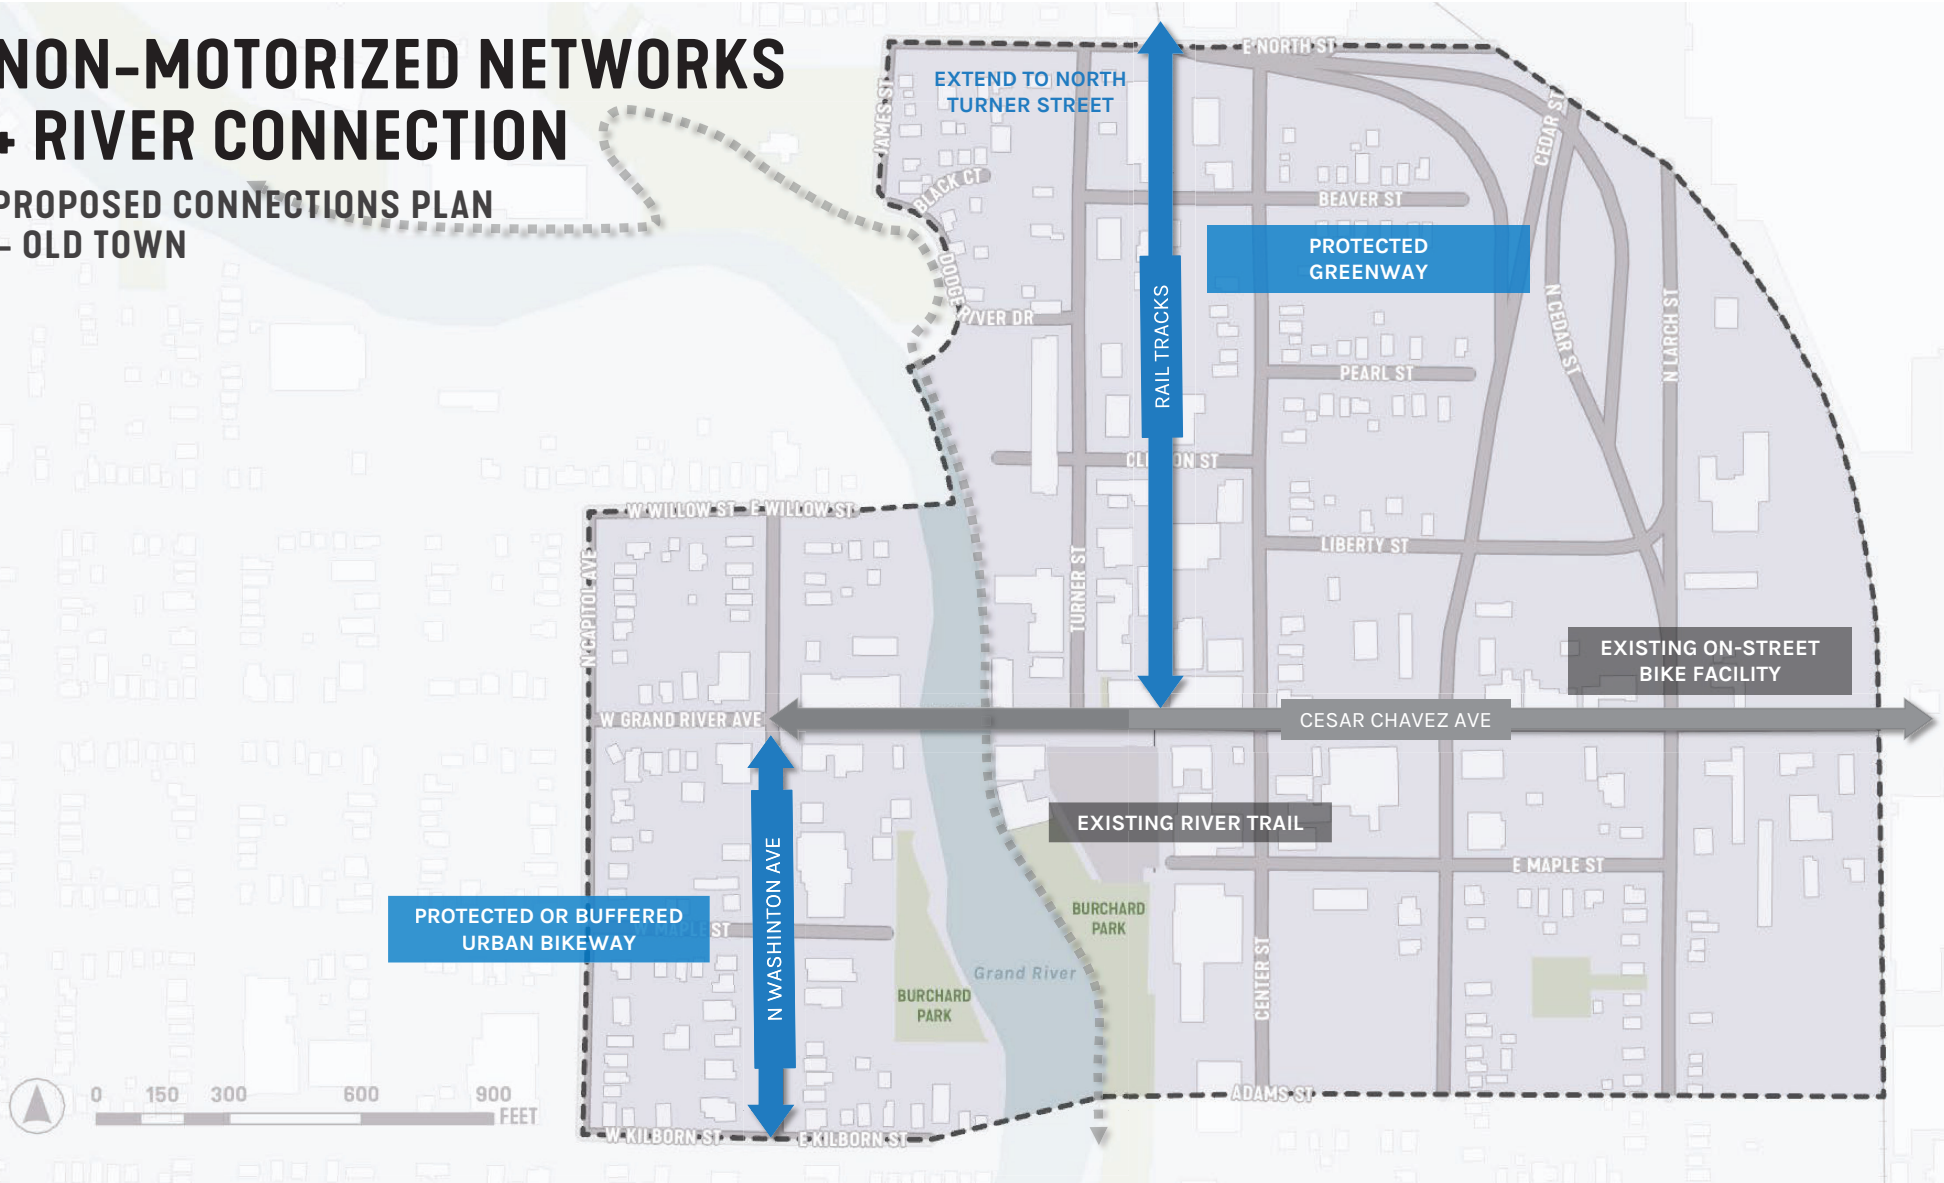 NON-MOTORIZED NETWORKS
+ RIVER CONNECTION
PROPOSED CONNECTIONS PLAN
- OLD TOWN
E NORTH ST
EXTEND TO NORTH
TURNER STREET
JAMES ST
CEDAR ST
BLACK CT
BEAVER ST
PROTECTED
GREENWAY
DODGE
RIVER DR
RAIL TRACKS
N CEDAR ST
N LARCH ST
PEARL ST
ON ST
W WILLOW ST
E WILLOW ST
LIBERTY ST
N CAPITOL AVE
TURNER ST
EXISTING ON-STREET
BIKE FACILITY
W GRAND RIVER AVE
CESAR CHAVEZ AVE
EXISTING RIVER TRAIL
E MAPLE ST
N WASHINTON AVE
PROTECTED OR BUFFERED
URBAN BIKEWAY
W MAPLE ST
BURCHARD
PARK
Grand River
BURCHARD
PARK
CENTER ST
0 150 300 600 900
FEET
ADAMS ST
W KILBORN ST
E KILBORN ST